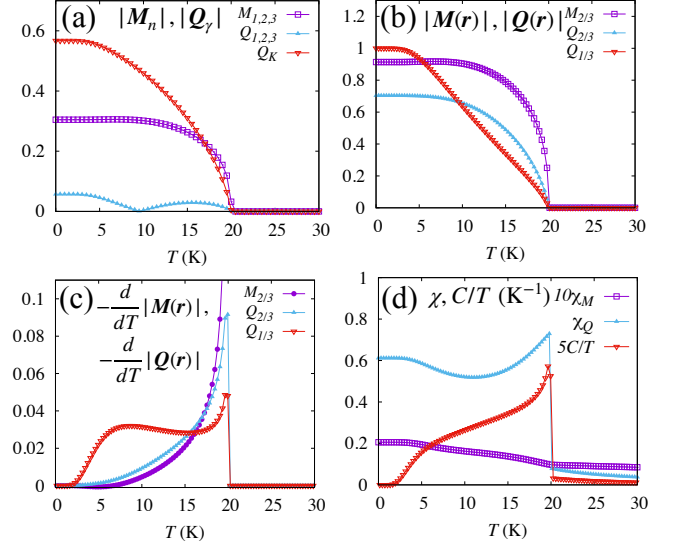 (a) |M_n|, |Q_γ|
M_{1,2,3}
Q_{1,2,3}
Q_K
0.6
0.4
0.2
0
0 5 10 15 20 25 30
T (K)
(b) |M(r)|, |Q(r)|
M_{2/3}
Q_{2/3}
Q_{1/3}
1.2
1
0.8
0.6
0.4
0.2
0
0 5 10 15 20 25 30
T (K)
(c) -d/dT |M(r)|,
-d/dT |Q(r)|
M_{2/3}
Q_{2/3}
Q_{1/3}
0.1
0.08
0.06
0.04
0.02
0
0 5 10 15 20 25 30
T (K)
(d) χ, C/T (K⁻¹)
10χ_M
χ_Q
5C/T
1
0.8
0.6
0.4
0.2
0
0 5 10 15 20 25 30
T (K)